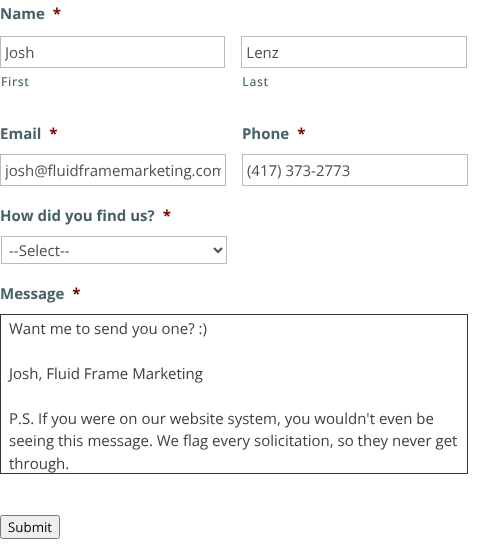 Name *
Josh Lenz
First Last
Email * Phone *
josh@fluidframemarketing.com (417) 373-2773
How did you find us? *
--Select--
Message *
Want me to send you one? :)
Josh, Fluid Frame Marketing
P.S. If you were on our website system, you wouldn't even be
seeing this message. We flag every solicitation, so they never get
through.
Submit